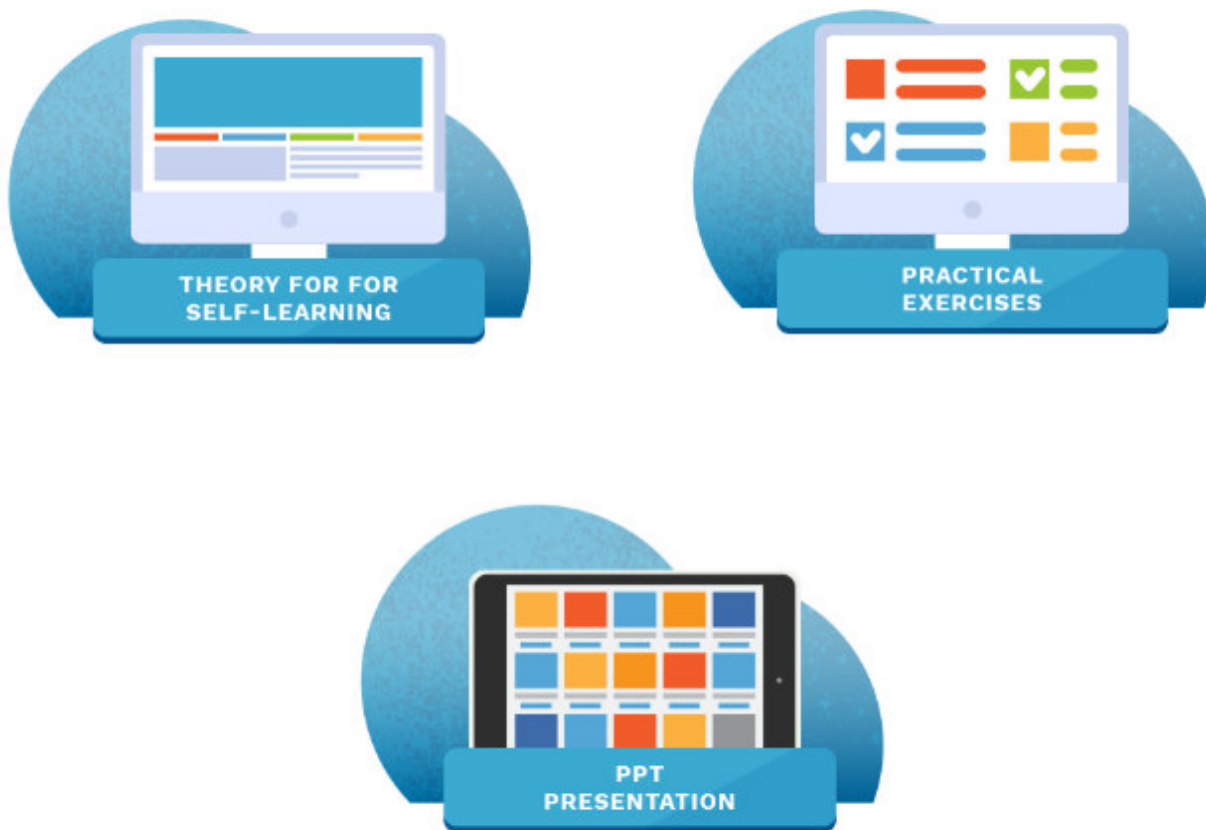 THEORY FOR FOR
SELF-LEARNING
PRACTICAL
EXERCISES
PPT
PRESENTATION